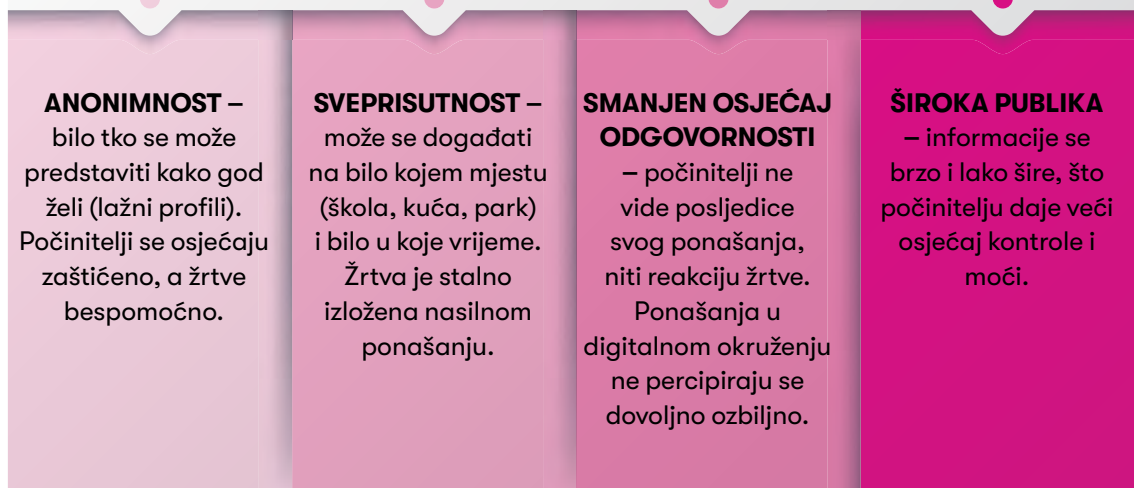 ANONIMNOST –
bilo tko se može
predstaviti kako god
želi (lažni profili).
Počinitelji se osjećaju
zaštićeno, a žrtve
bespomoćno.
SVEPRISUTNOST –
može se događati
na bilo kojem mjestu
(škola, kuća, park)
i bilo u koje vrijeme.
Žrtva je stalno
izložena nasilnom
ponašanju.
SMANJEN OSJEĆAJ
ODGOVORNOSTI
– počinitelji ne
vide posljedice
svog ponašanja,
niti reakciju žrtve.
Ponašanja u
digitalnom okruženju
ne percipiraju se
dovoljno ozbiljno.
ŠIROKA PUBLIKA
– informacije se
brzo i lako šire, što
počinitelju daje veći
osjećaj kontrole i
moći.